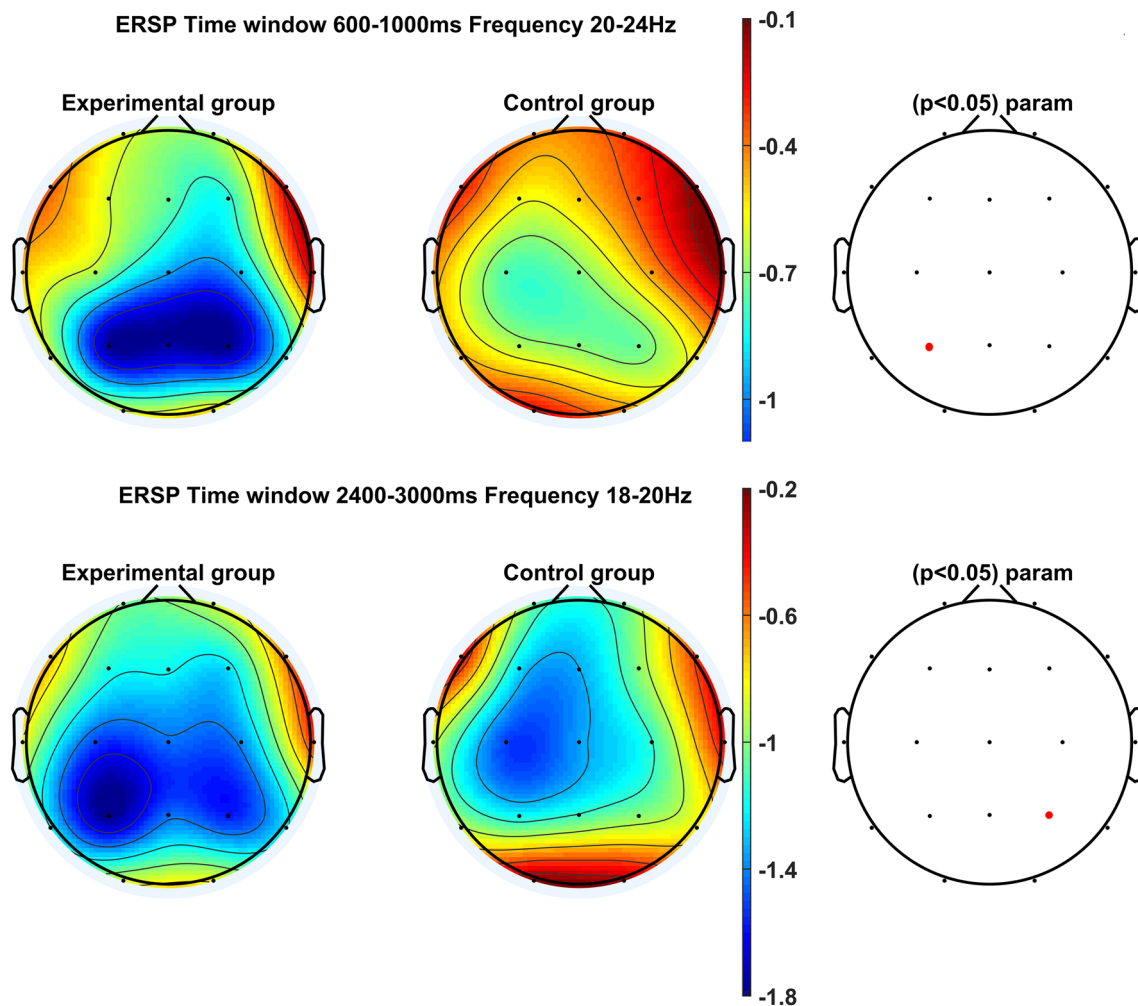 ERSP Time window 600-1000ms Frequency 20-24Hz
Experimental group
Control group
(p<0.05) param
-0.1
-0.4
-0.7
-1
ERSP Time window 2400-3000ms Frequency 18-20Hz
Experimental group
Control group
(p<0.05) param
-0.2
-0.6
-1
-1.4
-1.8